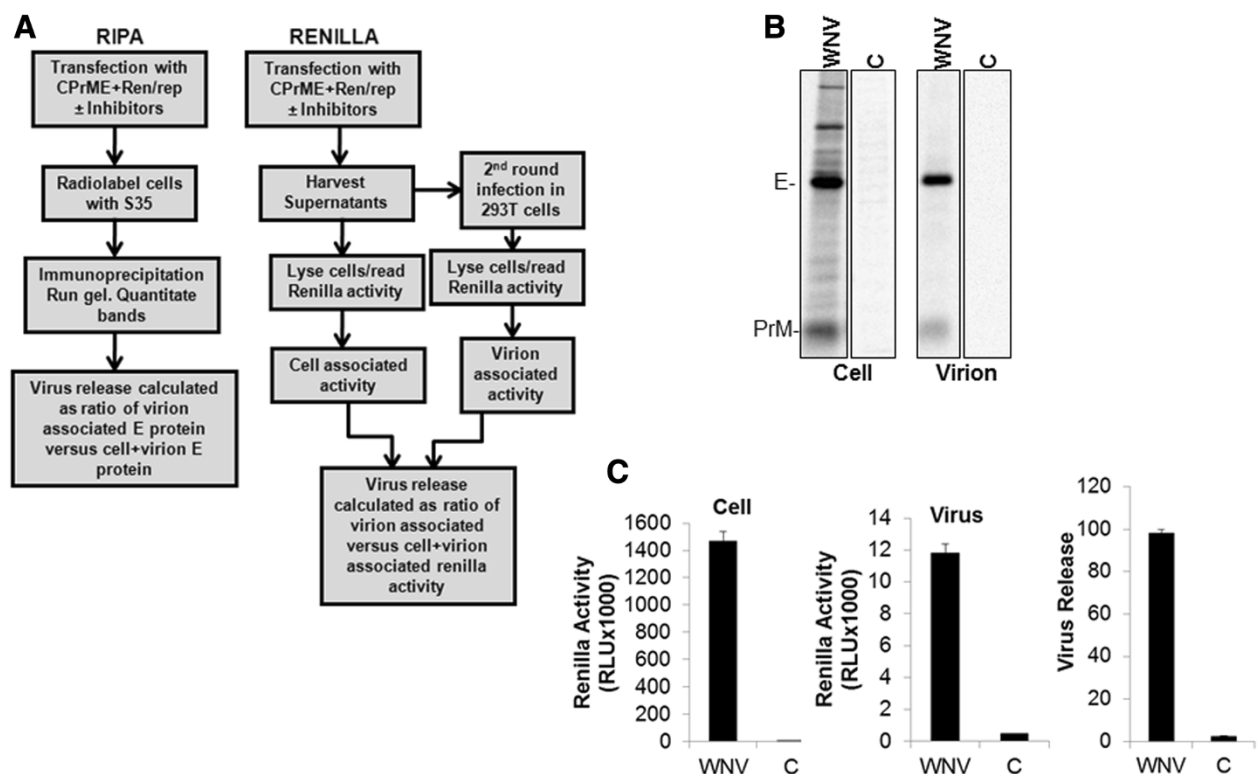 A
RIPA
Transfection with
CPrME+Ren/rep
± Inhibitors
Radiolabel cells
with S35
Immunoprecipitation
Run gel. Quantitate
bands
Virus release calculated
as ratio of virion
associated E protein
versus cell+virion E
protein
RENILLA
Transfection with
CPrME+Ren/rep
± Inhibitors
Harvest
Supernatants
2nd round
infection in
293T cells
Lyse cells/read
Renilla activity
Lyse cells/read
Renilla activity
Cell associated
activity
Virion
associated
activity
Virus release
calculated as ratio of
virion associated
versus cell+virion
associated renilla
activity
B
WNV
C
WNV
C
E-
PrM-
Cell
Virion
C
Cell
Renilla Activity
(RLUx1000)
1600
1400
1200
1000
800
600
400
200
0
WNV
C
Virus
Renilla Activity
(RLUx1000)
14
12
10
8
6
4
2
0
WNV
C
Virus Release
120
100
80
60
40
20
0
WNV
C